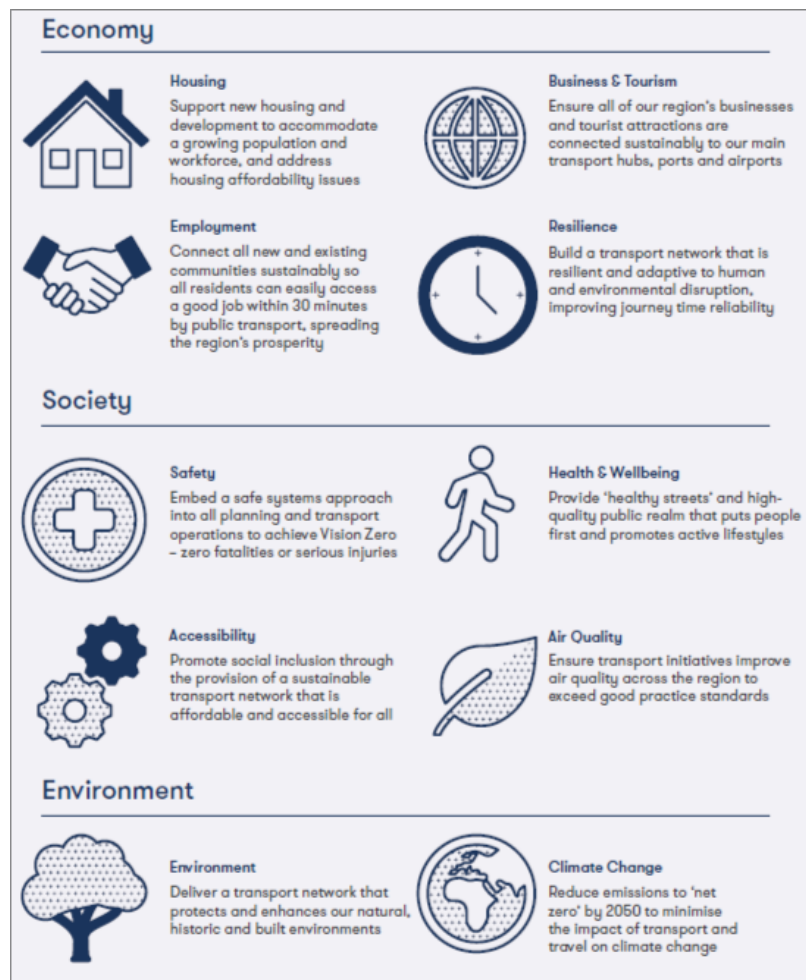 Economy
Housing
Support new housing and
development to accommodate
a growing population and
workforce, and address
housing affordability issues
Business & Tourism
Ensure all of our region's businesses
and tourist attractions are
connected sustainably to our main
transport hubs, ports and airports
Employment
Connect all new and existing
communities sustainably so
all residents can easily access
a good job within 30 minutes
by public transport, spreading
the region's prosperity
Resilience
Build a transport network that is
resilient and adaptive to human
and environmental disruption,
improving journey time reliability
Society
Safety
Embed a safe systems approach
into all planning and transport
operations to achieve Vision Zero
– zero fatalities or serious injuries
Health & Wellbeing
Provide 'healthy streets' and high-
quality public realm that puts people
first and promotes active lifestyles
Accessibility
Promote social inclusion through
the provision of a sustainable
transport network that is
affordable and accessible for all
Air Quality
Ensure transport initiatives improve
air quality across the region to
exceed good practice standards
Environment
Environment
Deliver a transport network that
protects and enhances our natural,
historic and built environments
Climate Change
Reduce emissions to 'net
zero' by 2050 to minimise
the impact of transport and
travel on climate change